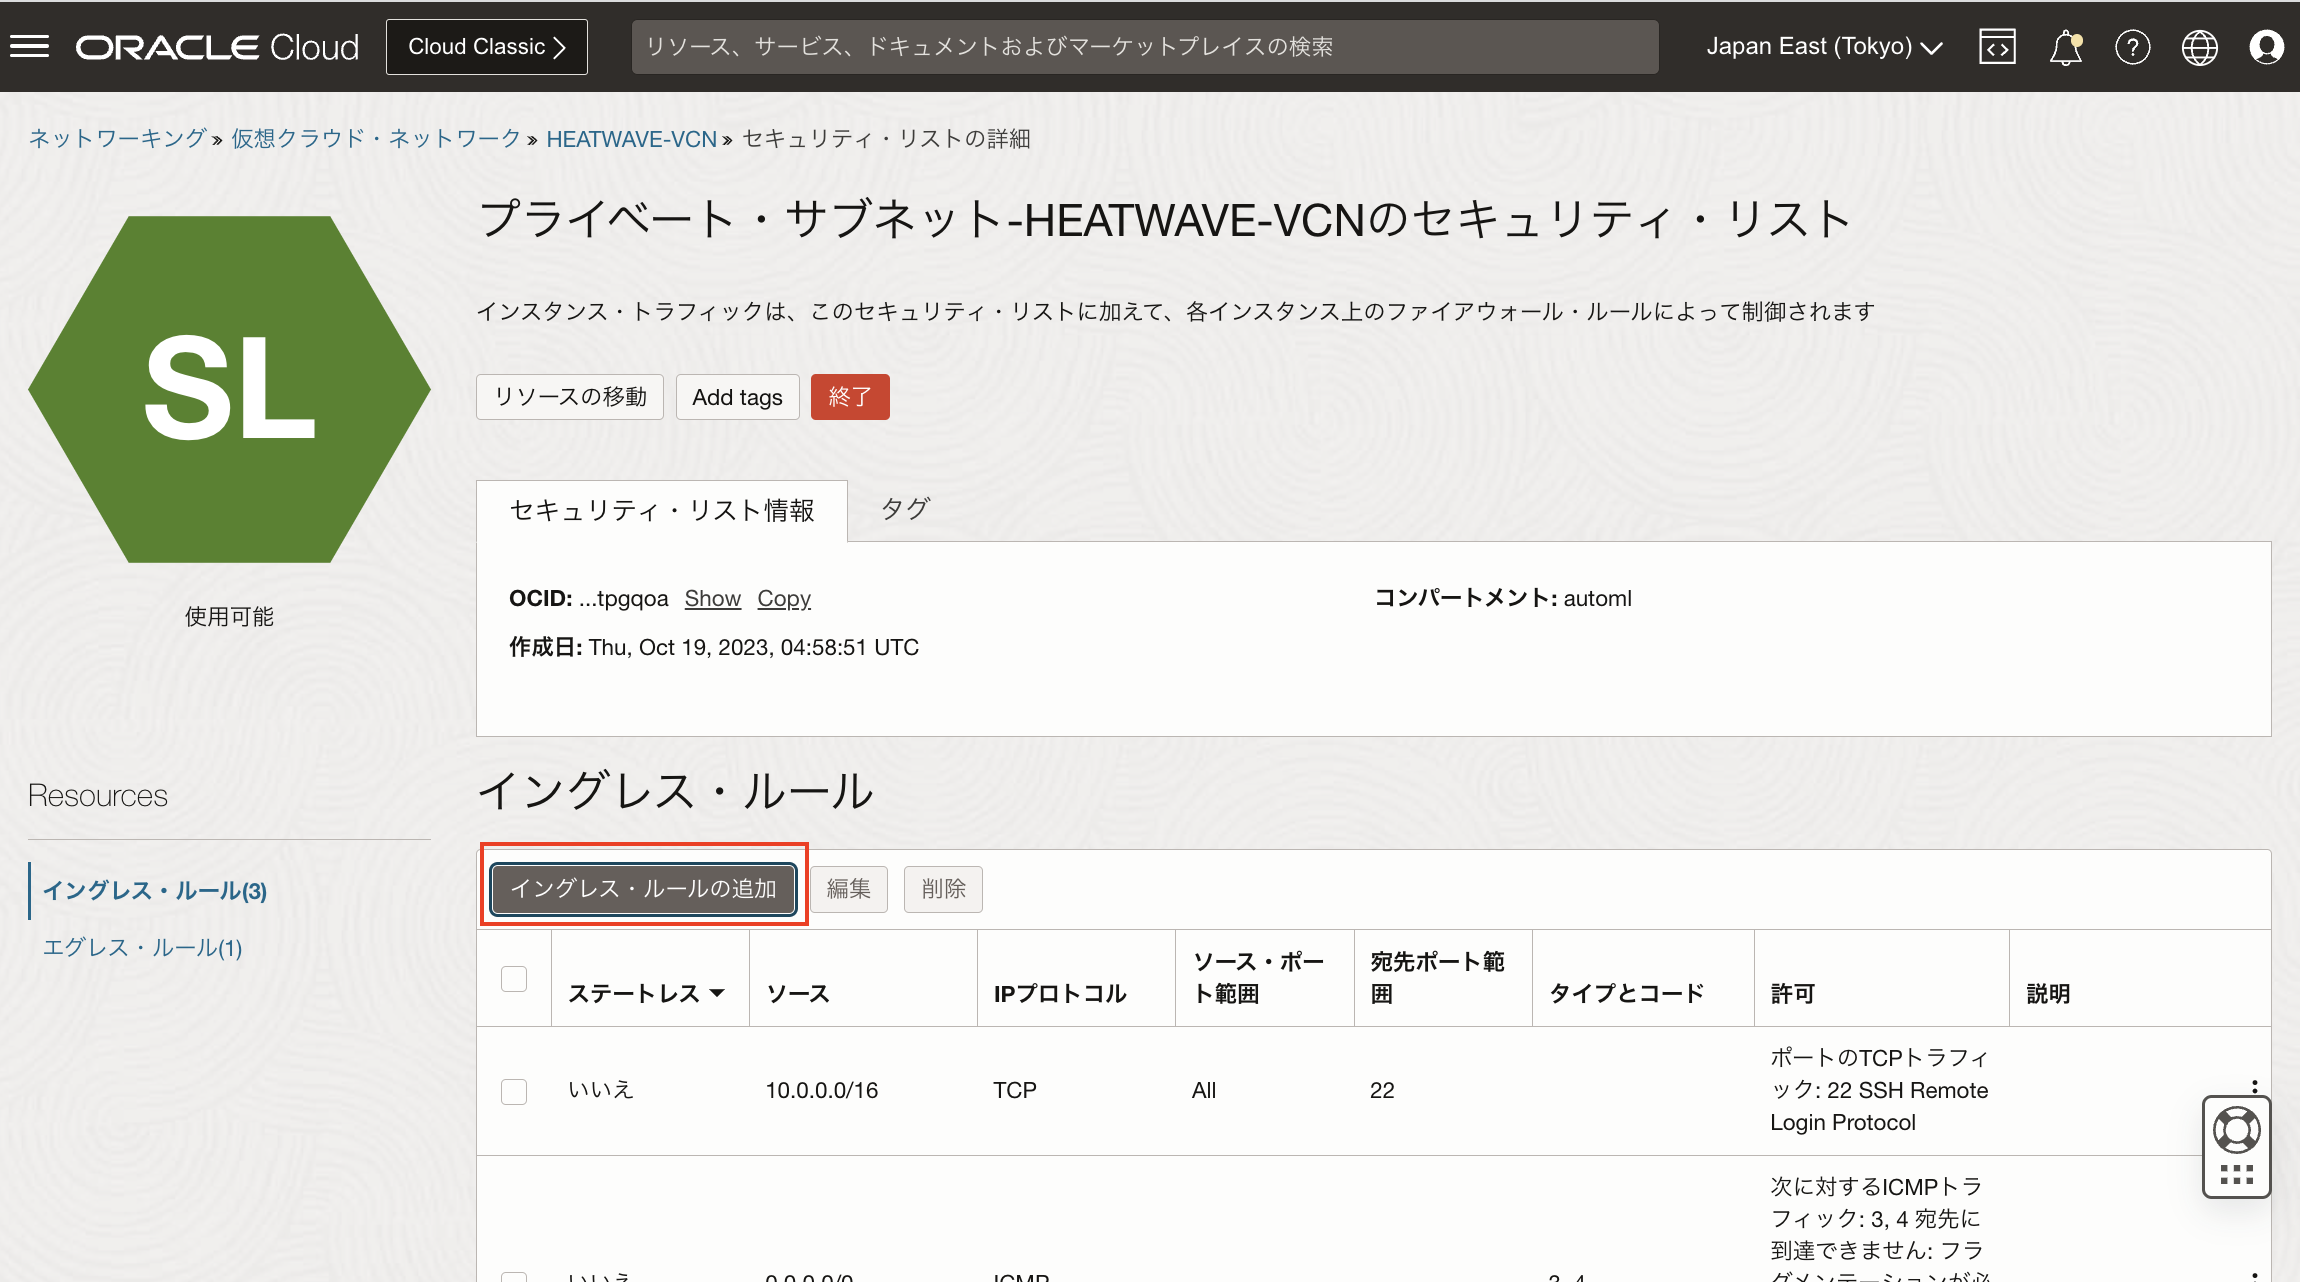 ORACLE Cloud
Cloud Classic
リソース、サービス、ドキュメントおよびマーケットプレイスの検索
Japan East (Tokyo)
ネットワーキング » 仮想クラウド・ネットワーク » HEATWAVE-VCN » セキュリティ・リストの詳細
SL
使用可能
プライベート・サブネット-HEATWAVE-VCNのセキュリティ・リスト
インスタンス・トラフィックは、このセキュリティ・リストに加えて、各インスタンス上のファイアウォール・ルールによって制御されます
リソースの移動 Add tags 終了
セキュリティ・リスト情報 タグ
OCID: ...tpgqoa Show Copy
コンパートメント: automl
作成日: Thu, Oct 19, 2023, 04:58:51 UTC
Resources
イングレス・ルール(3)
エグレス・ルール(1)
イングレス・ルール
イングレス・ルールの追加 編集 削除
ステートレス
ソース
IPプロトコル
ソース・ポー
ト範囲
宛先ポート範
囲
タイプとコード
許可
説明
いいえ
10.0.0.0/16
TCP
All
22
ポートのTCPトラフィ
ック: 22 SSH Remote
Login Protocol
いいえ
0.0.0.0/0
ICMP
3, 4
次に対するICMPトラ
フィック: 3, 4 宛先に
到達できません: フラ
グメンテーションが必